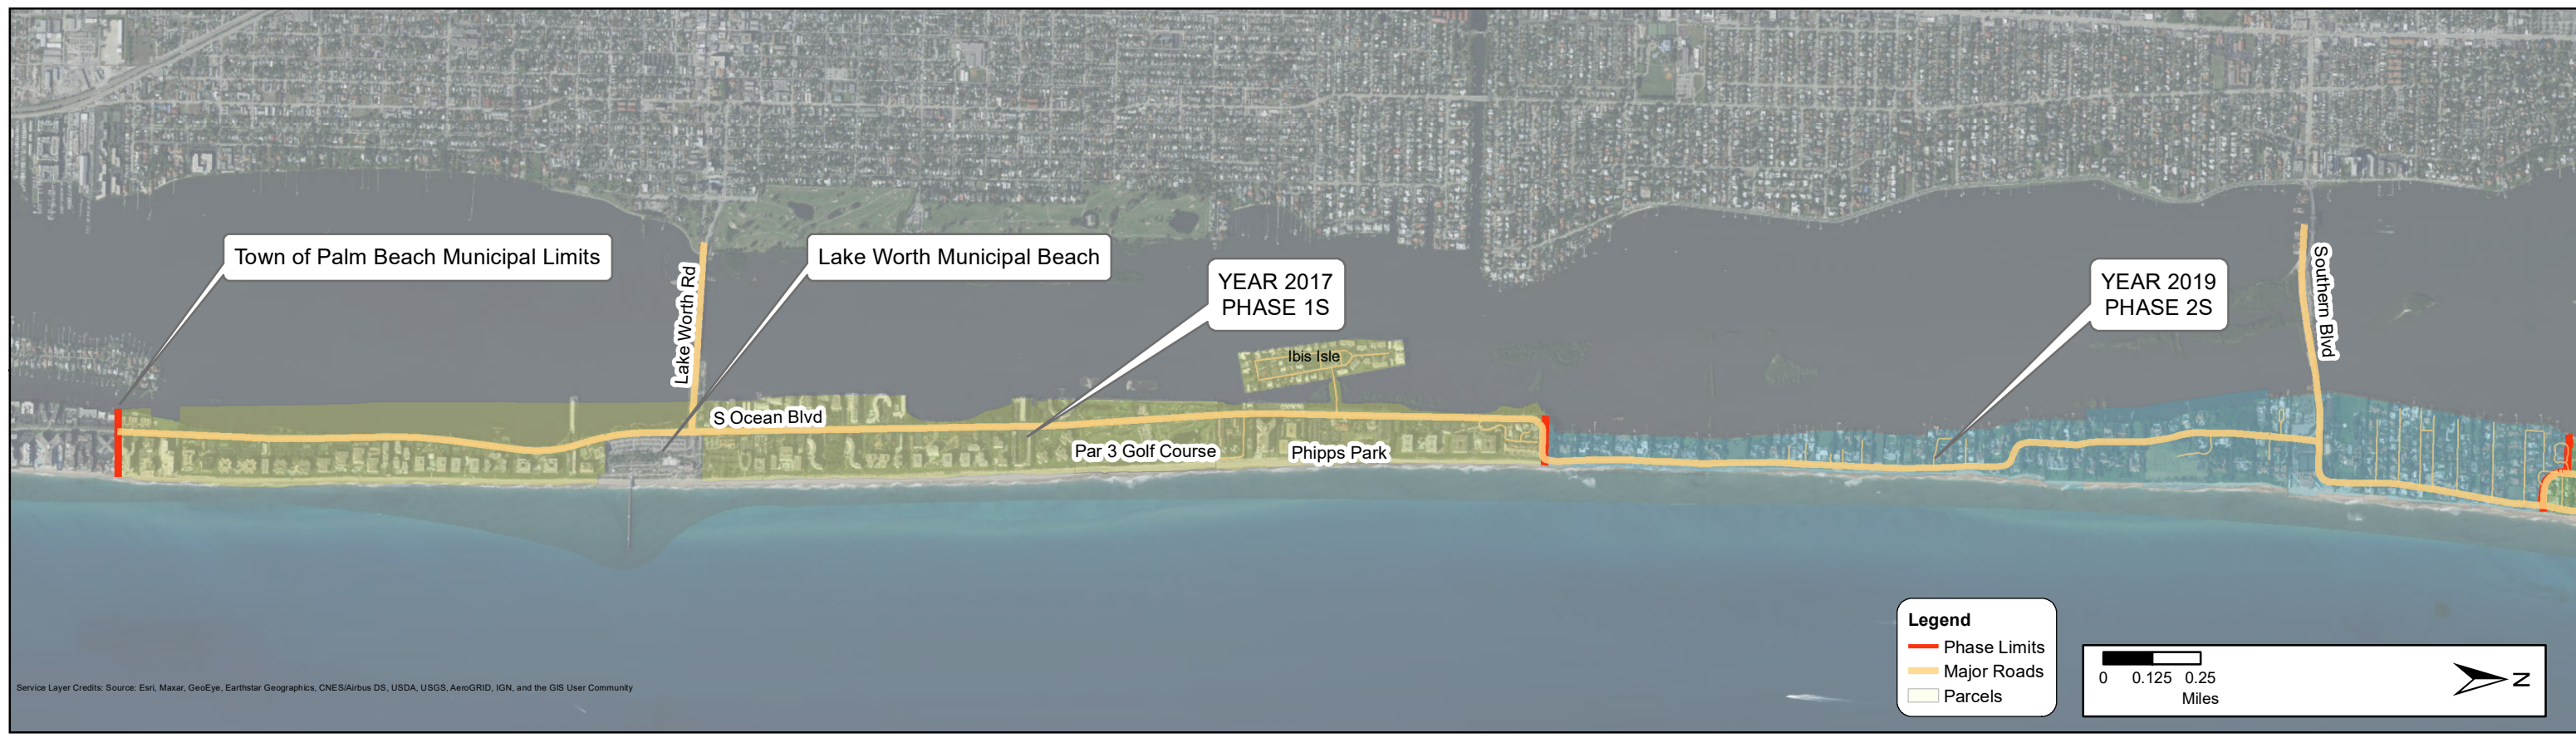 Town of Palm Beach Municipal Limits
Lake Worth Rd
Lake Worth Municipal Beach
YEAR 2017
PHASE 1S
YEAR 2019
PHASE 2S
Southern Blvd
Ibis Isle
S Ocean Blvd
Par 3 Golf Course
Phipps Park
Legend
Phase Limits
Major Roads
Parcels
0 0.125 0.25
Miles
N
Service Layer Credits: Source: Esri, Maxar, GeoEye, Earthstar Geographics, CNES/Airbus DS, USDA, USGS, AeroGRID, IGN, and the GIS User Community